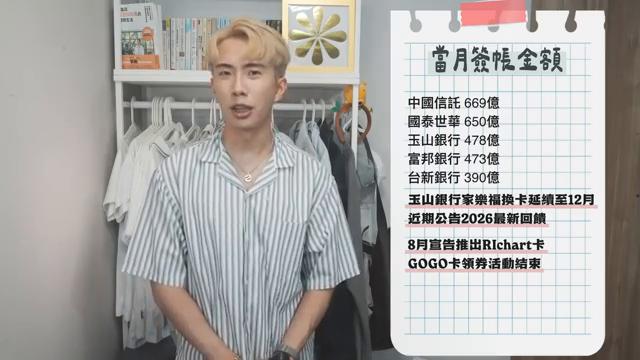 當月簽帳金額
中國信託 669億
國泰世華 650億
玉山銀行 478億
富邦銀行 473億
台新銀行 390億
玉山銀行家樂福換卡延續至12月
近期公告2026最新回饋
8月宣告推出RIchart卡
GOGO卡領券活動結束